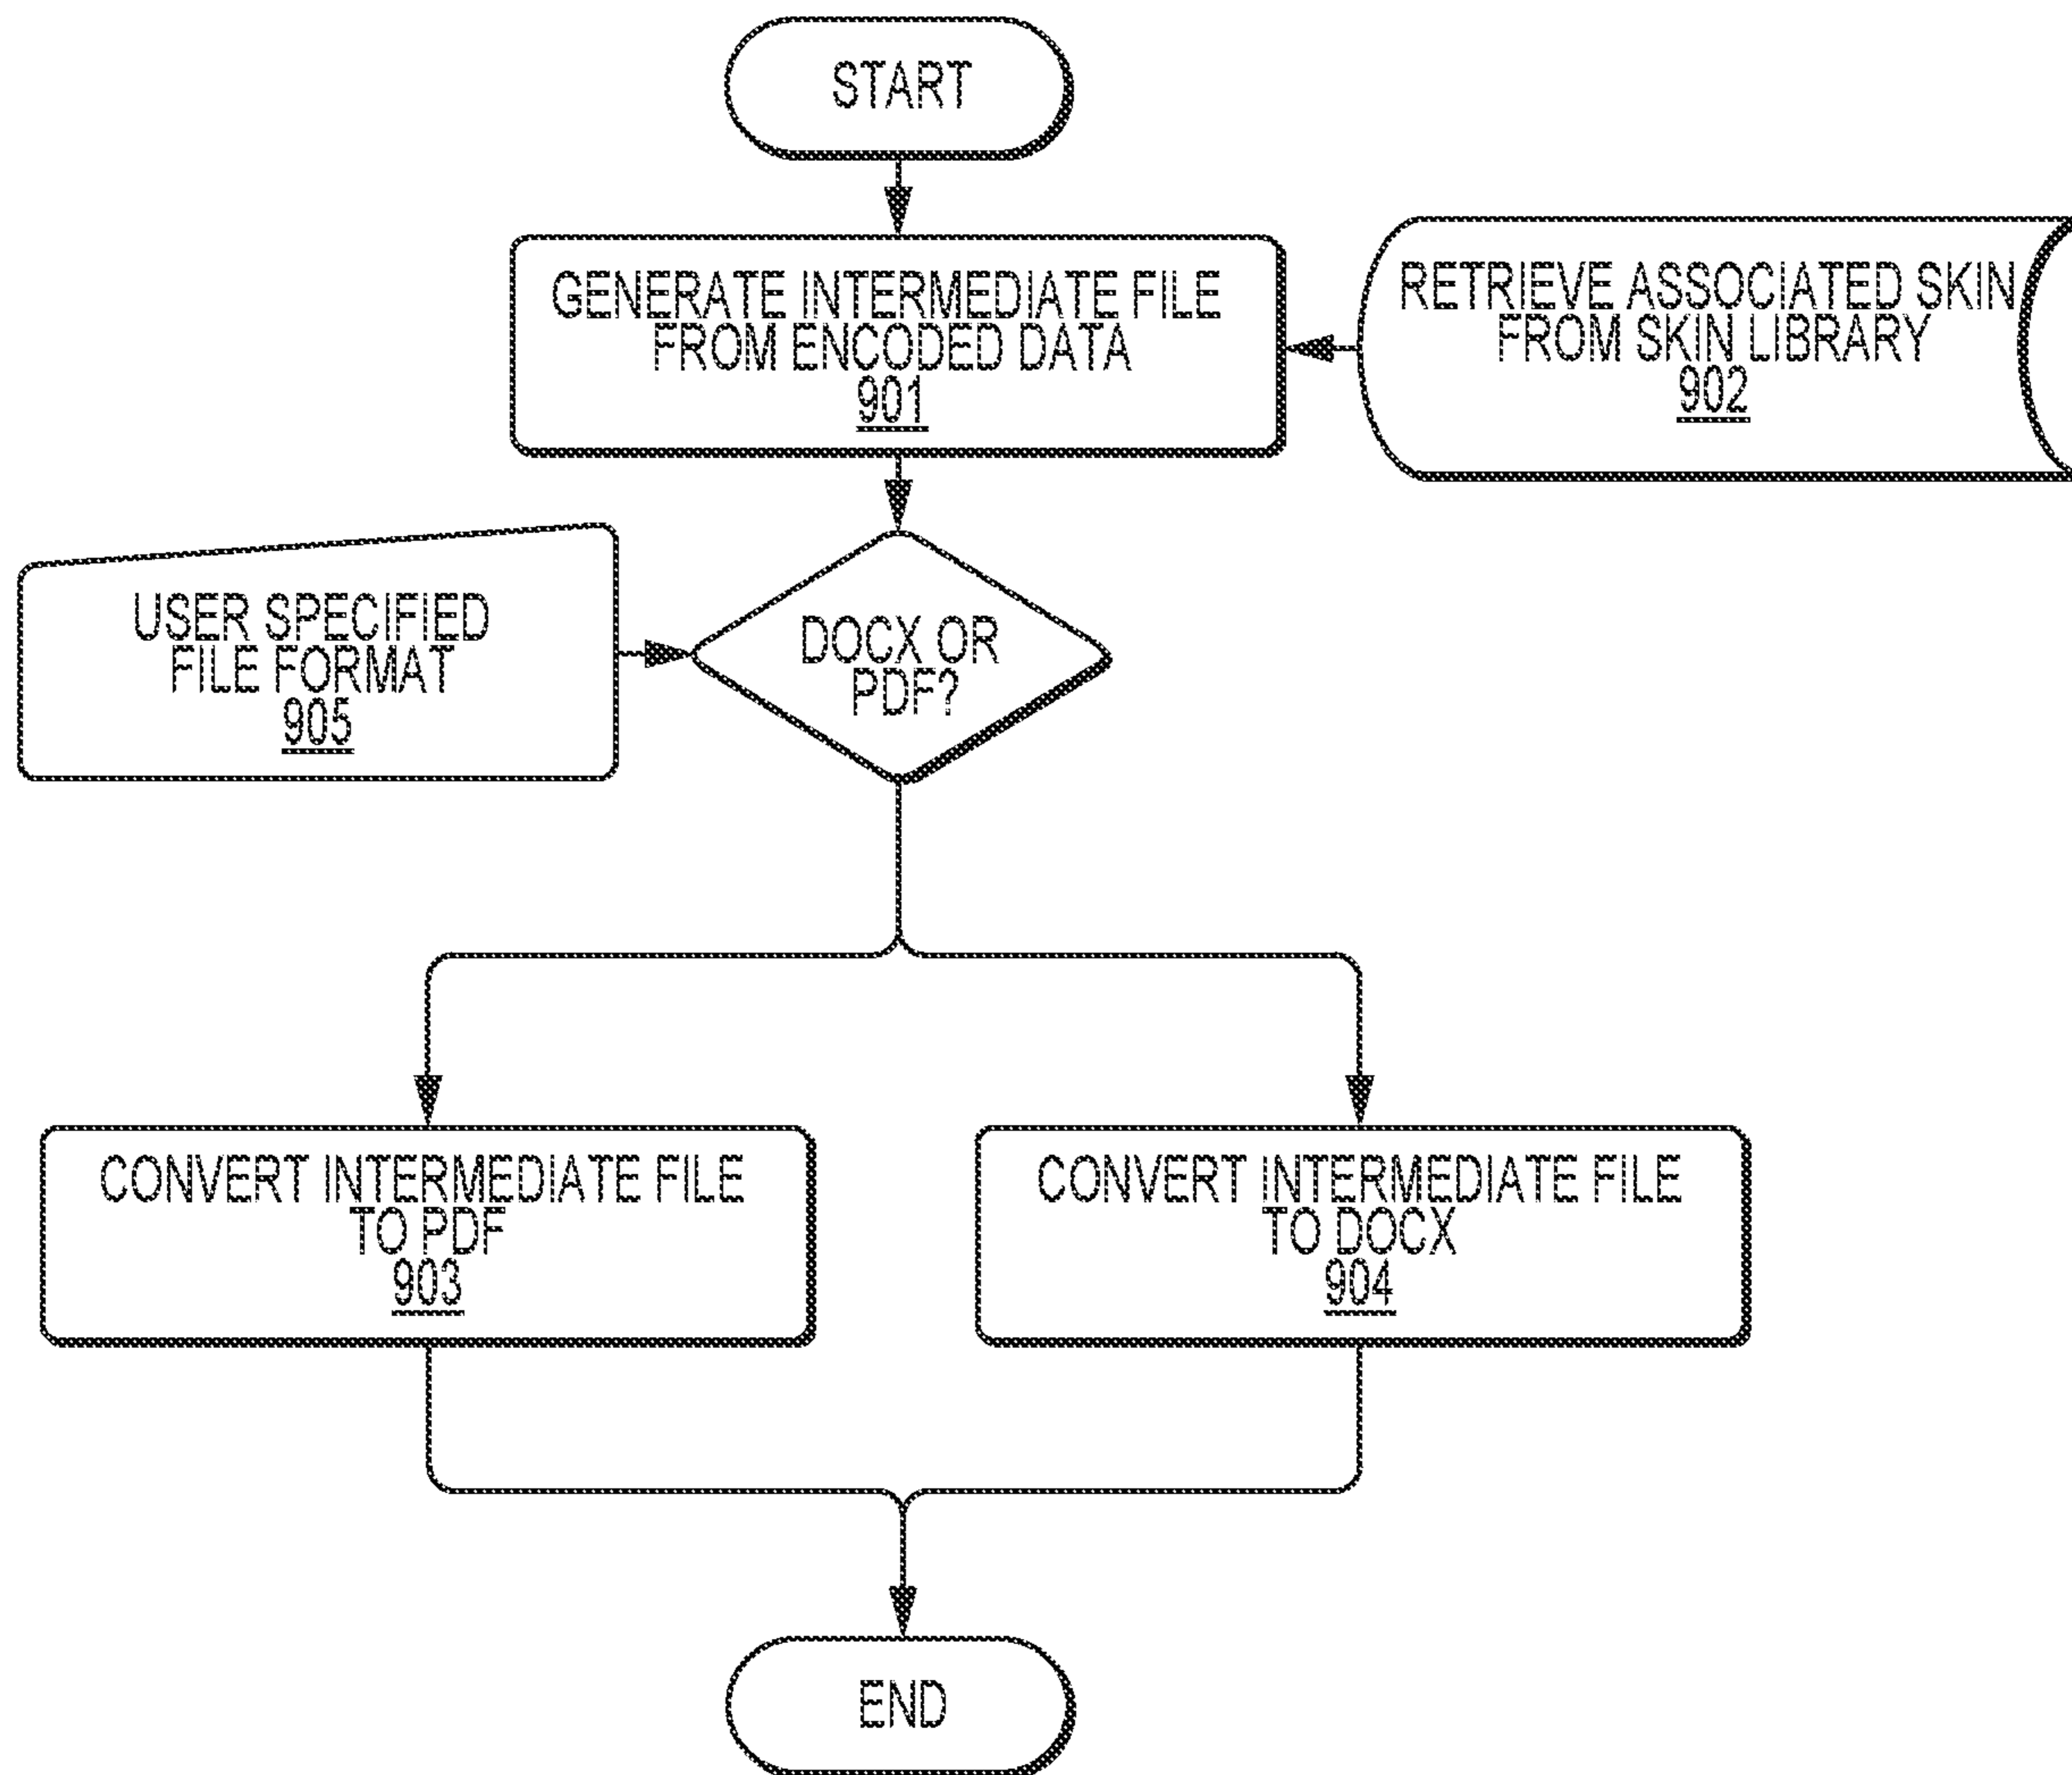 START
GENERATE INTERMEDIATE FILE
FROM ENCODED DATA
901
RETRIEVE ASSOCIATED SKIN
FROM SKIN LIBRARY
902
USER SPECIFIED
FILE FORMAT
905
DOCX OR
PDF?
CONVERT INTERMEDIATE FILE
TO PDF
903
CONVERT INTERMEDIATE FILE
TO DOCX
904
END